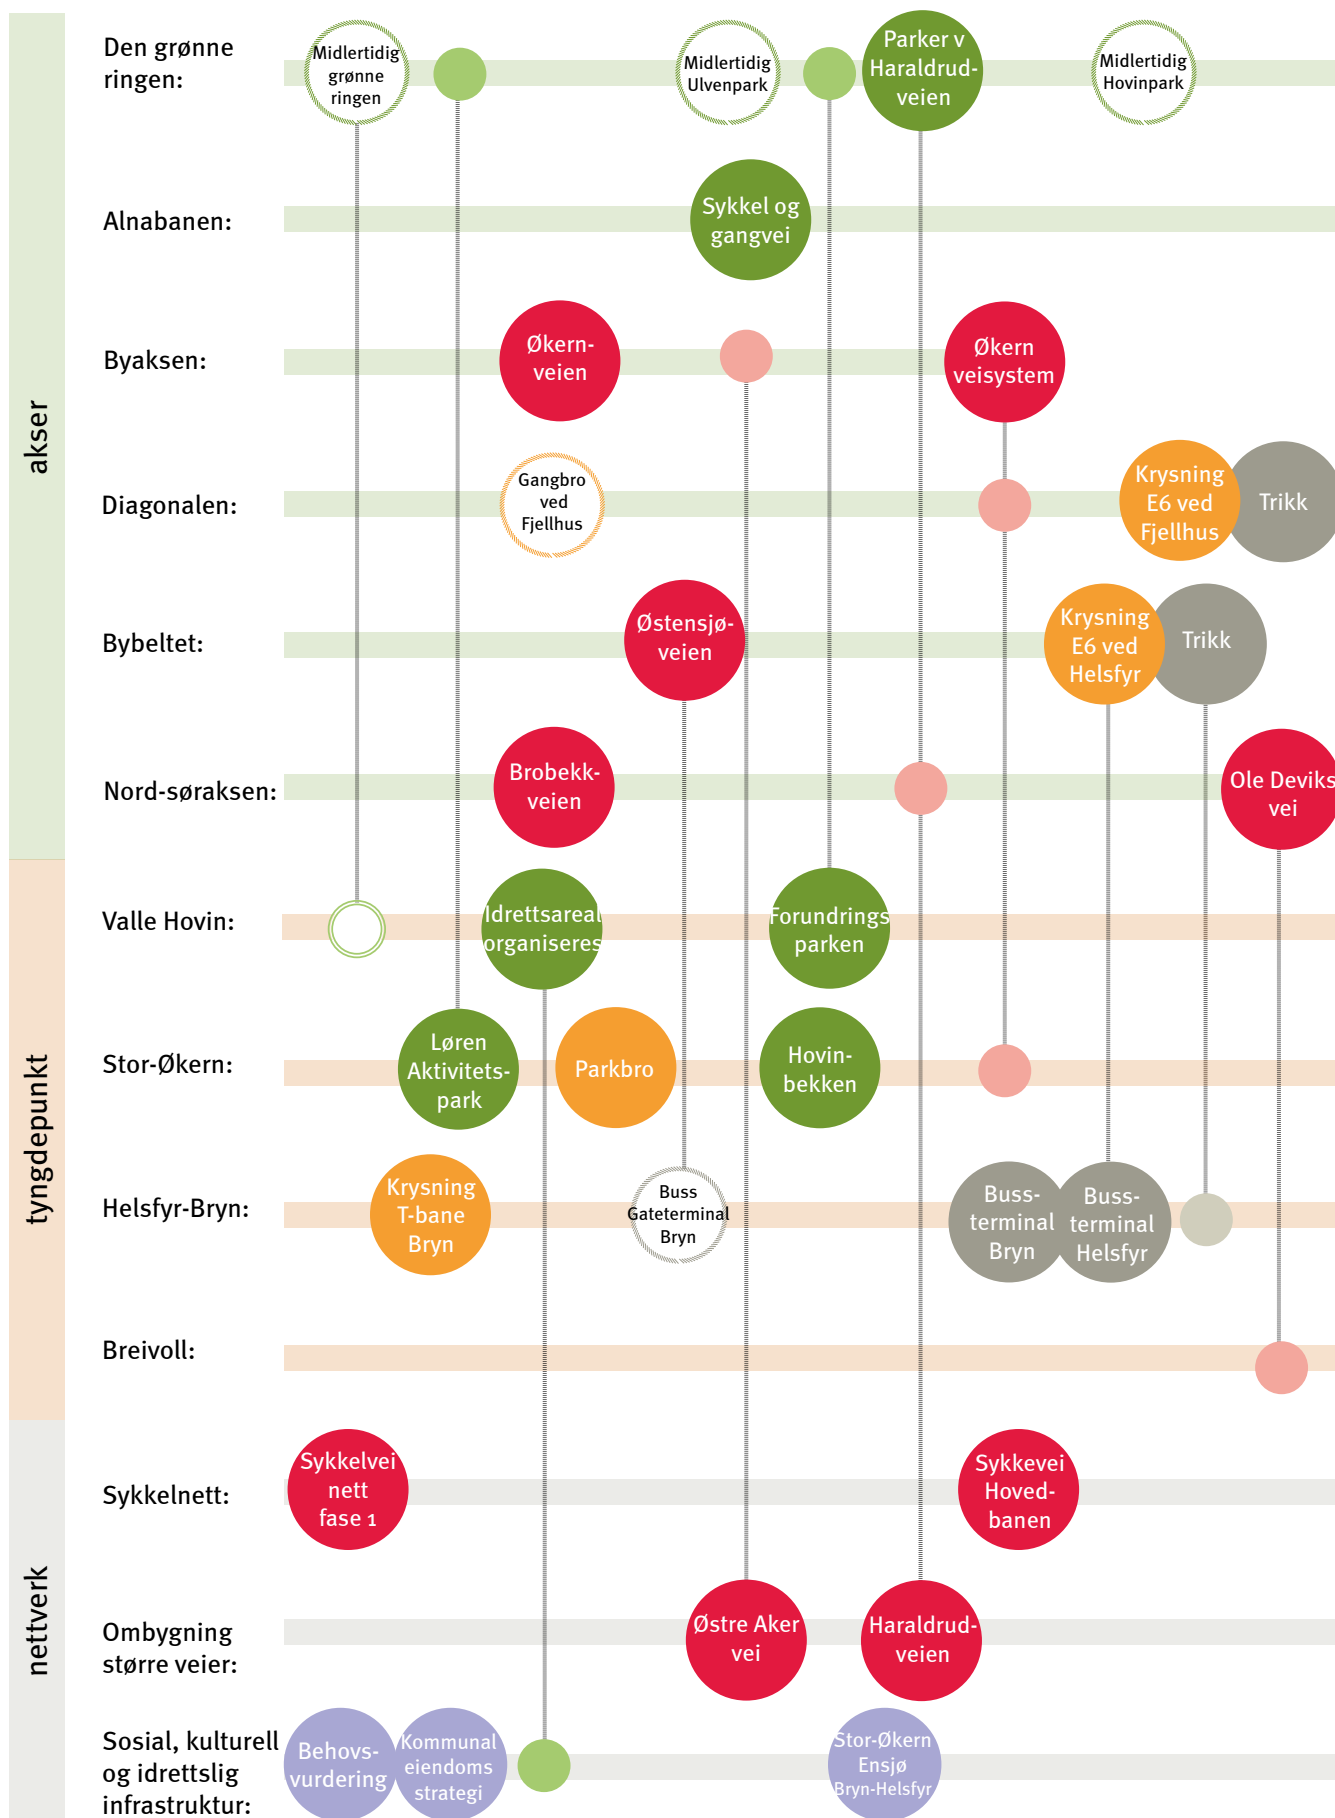 akser
Den grønne
ringen:
Midlertidig
grønne
ringen
Midlertidig
Ulvenpark
Parker v
Haraldrud-
veien
Midlertidig
Hovinpark
Alnabanen:
Sykkel og
gangvei
Byaksen:
Økern-
veien
Økern
veisystem
Diagonalen:
Gangbro
ved
Fjellhus
Krysning
E6 ved
Fjellhus
Trikk
Bybeltet:
Østensjø-
veien
Krysning
E6 ved
Helsfyr
Trikk
Nord-søraksen:
Brobekk-
veien
Ole Deviks
vei
tyngdepunkt
Valle Hovin:
Idrettsareal
organiseres
Forundrings
parken
Stor-Økern:
Løren
Aktivitets-
park
Parkbro
Hovin-
bekken
Helsfyr-Bryn:
Krysning
T-bane
Bryn
Buss
Gateterminal
Bryn
Buss-
terminal
Bryn
Buss-
terminal
Helsfyr
Breivoll:
nettverk
Sykkelnett:
Sykkelvei
nett
fase 1
Sykkevei
Hoved-
banen
Ombygning
større veier:
Østre Aker
vei
Haraldrud-
veien
Sosial, kulturell
og idrettslig
infrastruktur:
Behovs-
vurdering
Kommunal
eiendoms
strategi
Stor-Økern
Ensjø
Bryn-Helsfyr